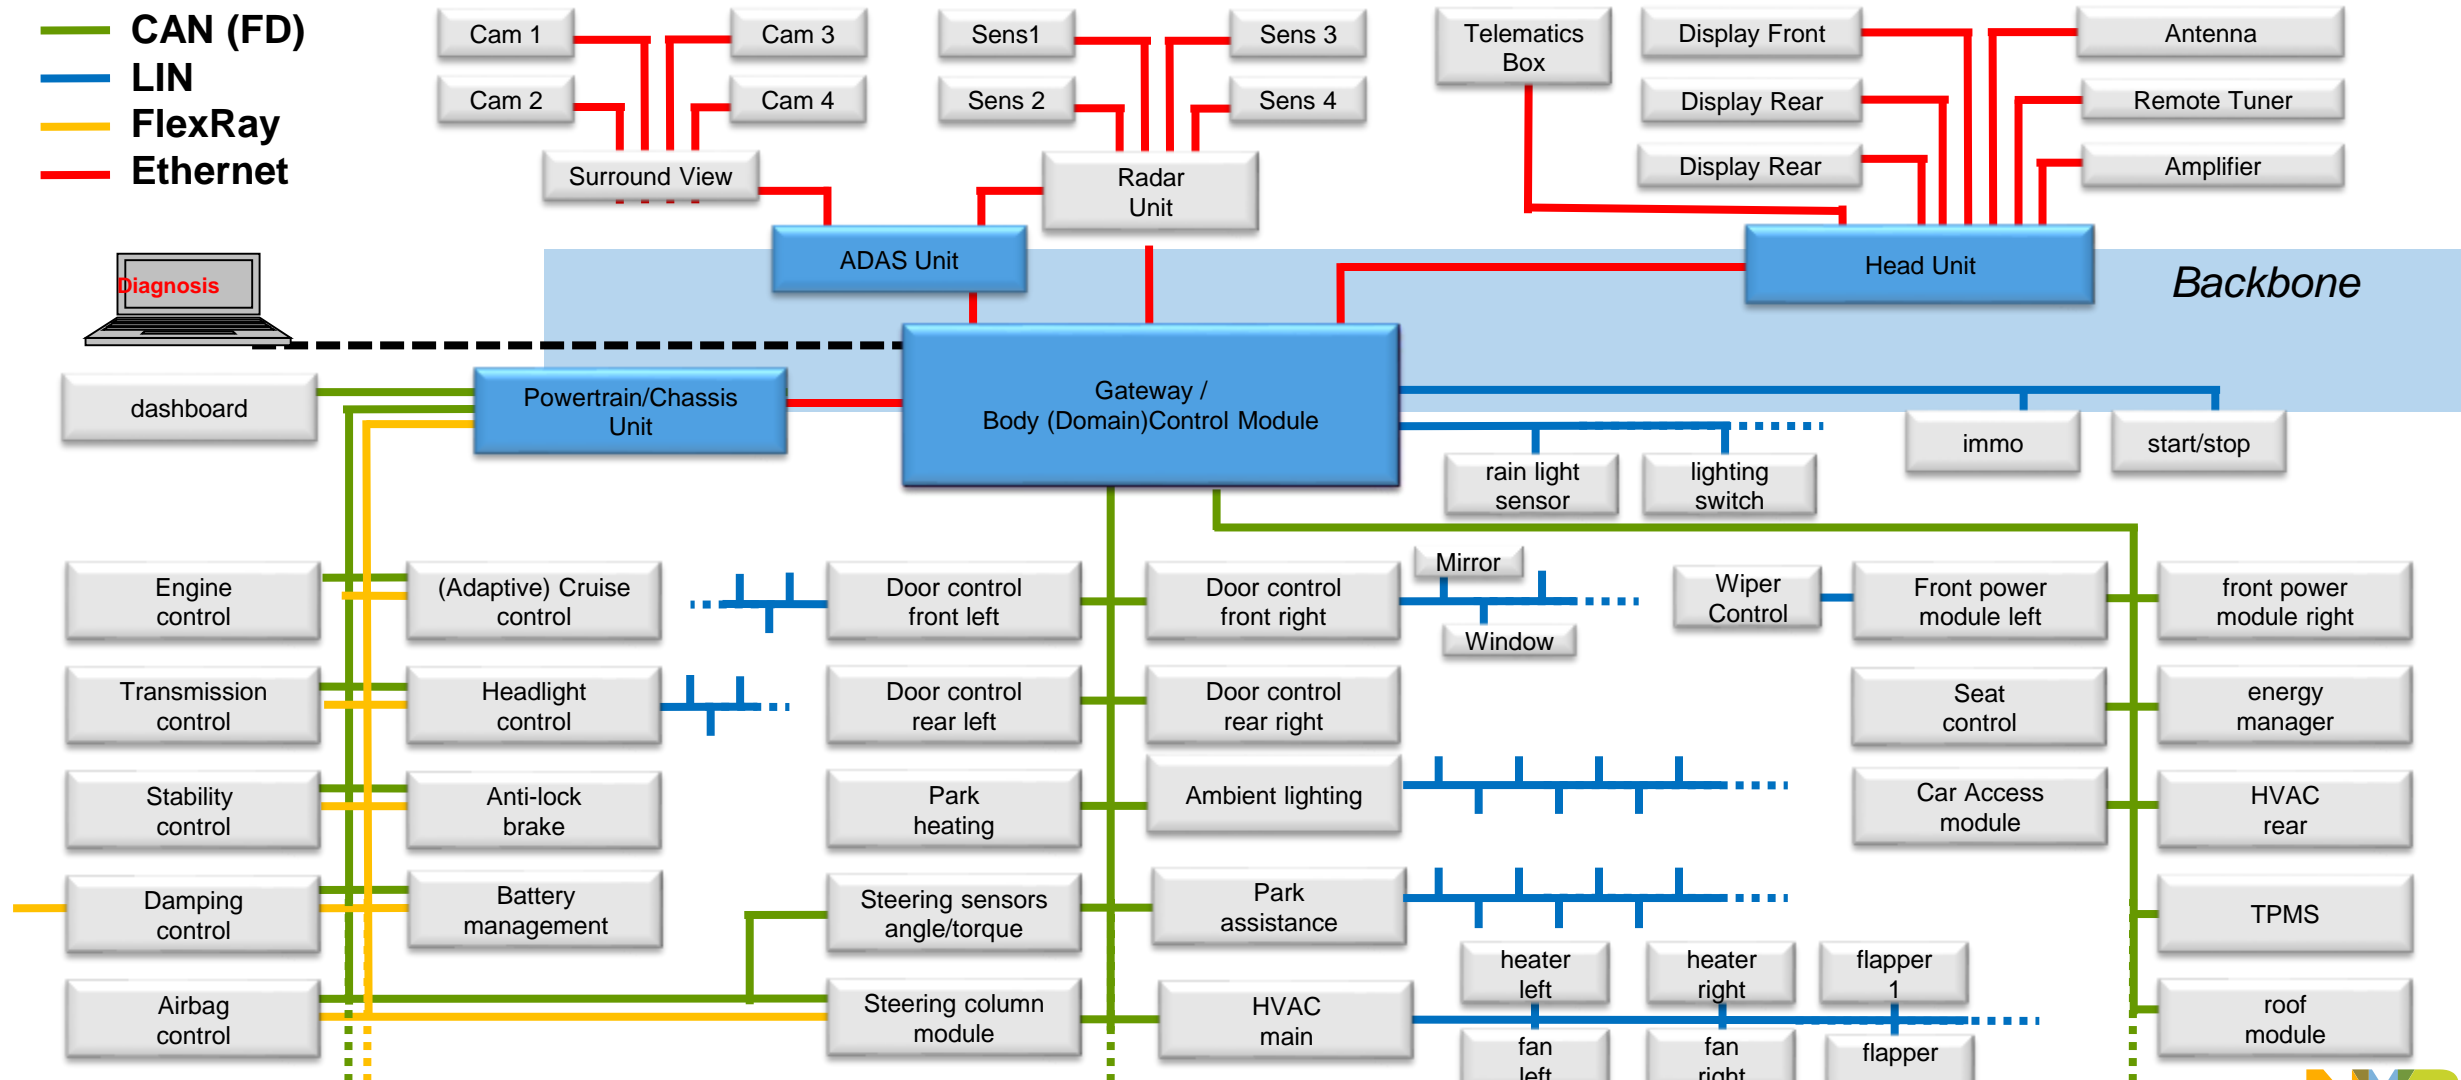 CAN (FD)
LIN
FlexRay
Ethernet
Cam 1
Cam 3
Cam 2
Cam 4
Surround View
Sens1
Sens 3
Sens 2
Sens 4
Radar
Unit
Telematics
Box
Display Front
Antenna
Display Rear
Remote Tuner
Display Rear
Amplifier
ADAS Unit
Head Unit
Backbone
Diagnosis
dashboard
Powertrain/Chassis
Unit
Gateway /
Body (Domain)Control Module
rain light
sensor
lighting
switch
immo
start/stop
Engine
control
(Adaptive) Cruise
control
Door control
front left
Door control
front right
Mirror
Window
Wiper
Control
Front power
module left
front power
module right
Transmission
control
Headlight
control
Door control
rear left
Door control
rear right
Seat
control
energy
manager
Stability
control
Anti-lock
brake
Park
heating
Ambient lighting
Car Access
module
HVAC
rear
Damping
control
Battery
management
Steering sensors
angle/torque
Park
assistance
TPMS
Airbag
control
Steering column
module
HVAC
main
heater
left
heater
right
flapper
1
fan
left
fan
right
flapper
roof
module